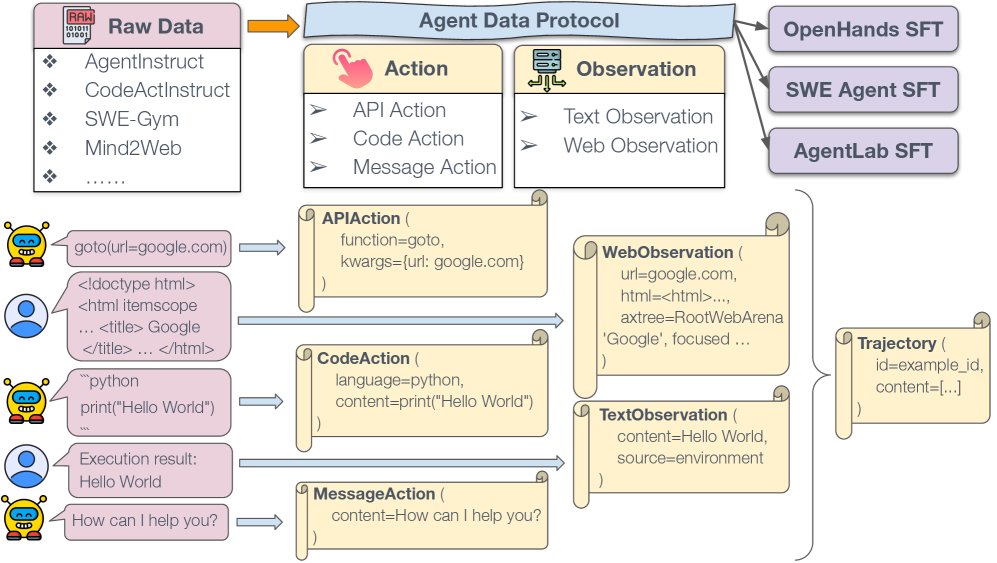 RAW
101011
01001
Raw Data
❖ AgentInstruct
❖ CodeActInstruct
❖ SWE-Gym
❖ Mind2Web
❖ ……
Agent Data Protocol
Action
➢ API Action
➢ Code Action
➢ Message Action
Observation
➢ Text Observation
➢ Web Observation
OpenHands SFT
SWE Agent SFT
AgentLab SFT
goto(url=google.com)
<!doctype html>
<html itemscope
… <title> Google
</title> … </html>
```python
print("Hello World")
```
Execution result:
Hello World
How can I help you?
APIAction (
function=goto,
kwargs={url: google.com}
)
CodeAction (
language=python,
content=print("Hello World")
)
MessageAction (
content=How can I help you?
)
WebObservation (
url=google.com,
html=<html>...,
axtree=RootWebArena
'Google', focused …
)
TextObservation (
content=Hello World,
source=environment
)
Trajectory (
id=example_id,
content=[...]
)